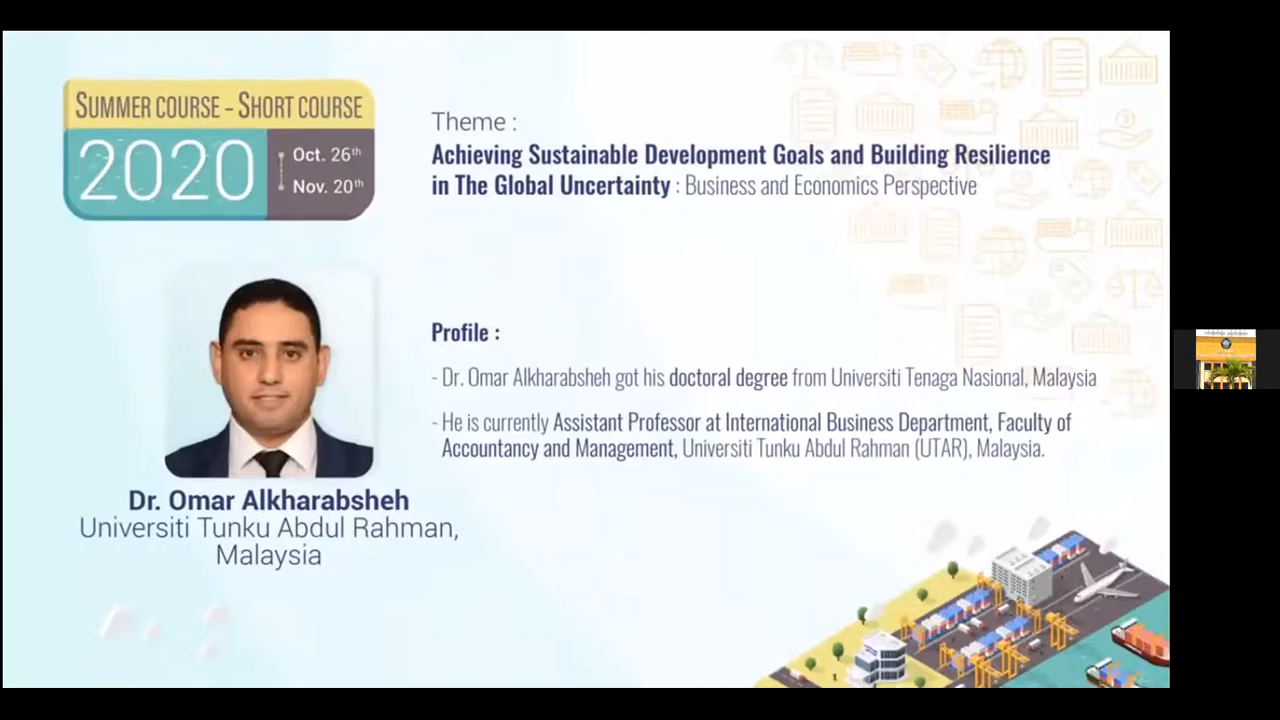 SUMMER COURSE - SHORT COURSE
2020
Oct. 26th
Nov. 20th
Theme :
Achieving Sustainable Development Goals and Building Resilience
in The Global Uncertainty : Business and Economics Perspective
Profile :
- Dr. Omar Alkharabsheh got his doctoral degree from Universiti Tenaga Nasional, Malaysia
- He is currently Assistant Professor at International Business Department, Faculty of
Accountancy and Management, Universiti Tunku Abdul Rahman (UTAR), Malaysia.
Dr. Omar Alkharabsheh
Universiti Tunku Abdul Rahman,
Malaysia